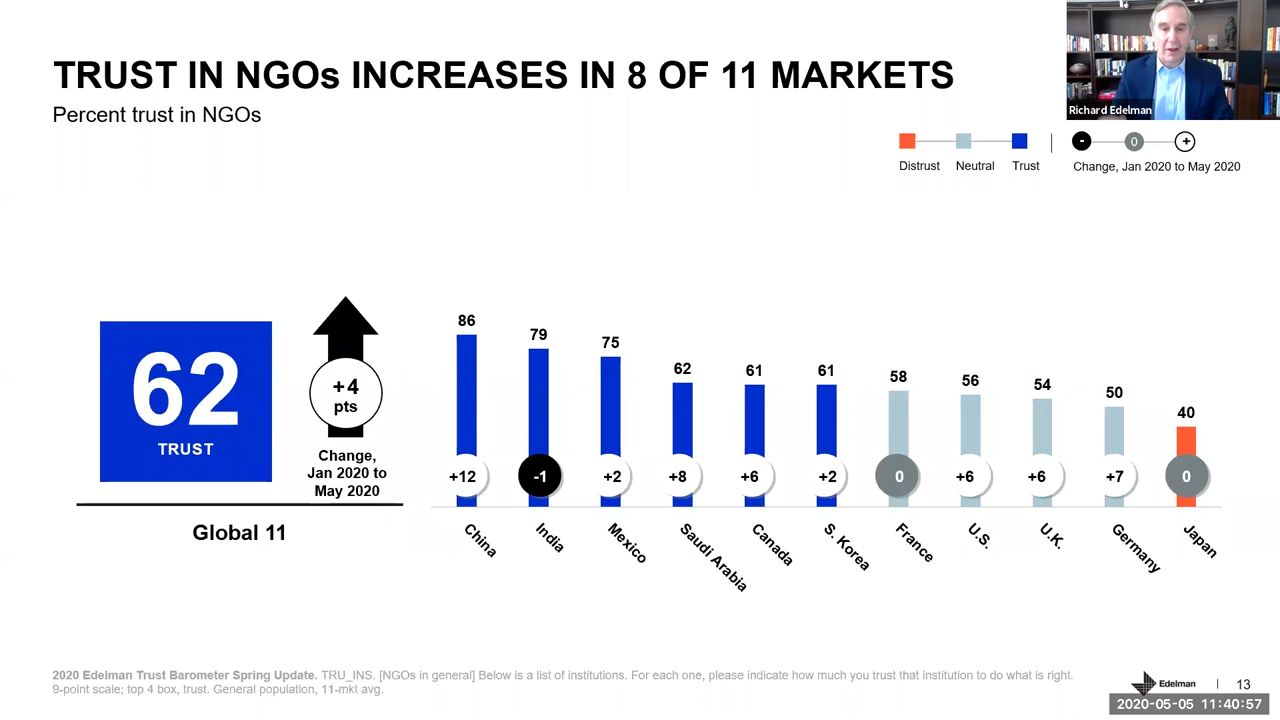 TRUST IN NGOs INCREASES IN 8 OF 11 MARKETS
Percent trust in NGOs
Richard Edelman
Distrust Neutral Trust
- 0 +
Change, Jan 2020 to May 2020
62
TRUST
+4
pts
Change,
Jan 2020 to
May 2020
Global 11
86 79 75 62 61 61 58 56 54 50 40
+12 -1 +2 +8 +6 +2 0 +6 +6 +7 0
China India Mexico Saudi Arabia Canada S. Korea France U.S. U.K. Germany Japan
2020 Edelman Trust Barometer Spring Update. TRU_INS. [NGOs in general] Below is a list of institutions. For each one, please indicate how much you trust that institution to do what is right.
9-point scale; top 4 box, trust. General population, 11-mkt avg.
Edelman | 13
2020-05-05 11:40:57